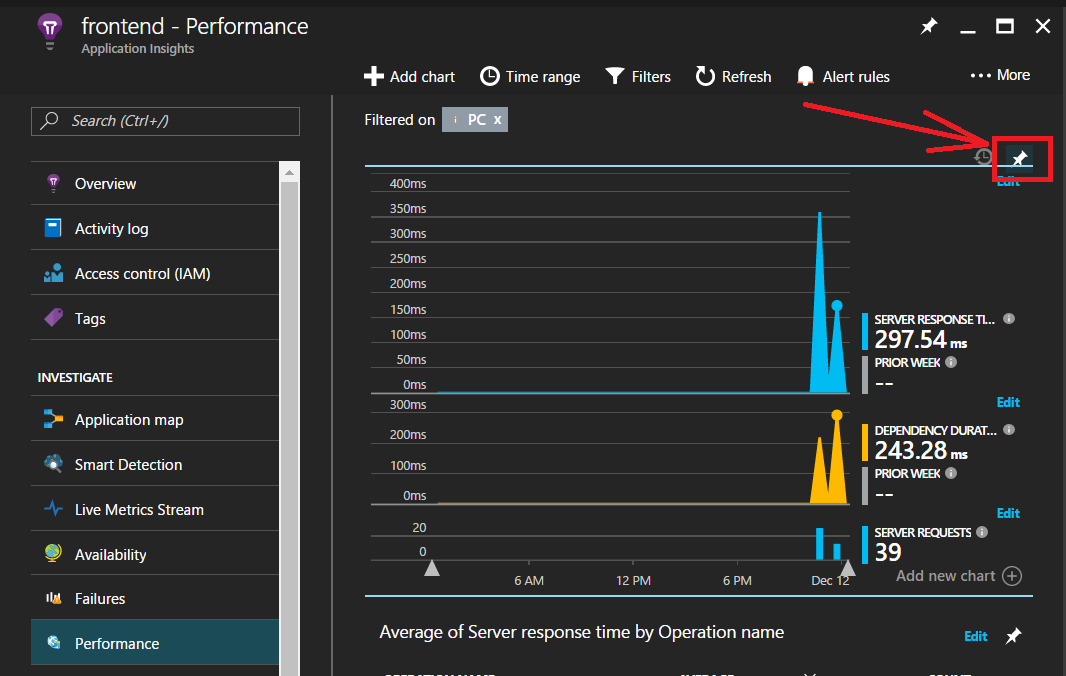 frontend - Performance
Application Insights
Add chart Time range Filters Refresh Alert rules ••• More
Search (Ctrl+/)
Overview
Activity log
Access control (IAM)
Tags
INVESTIGATE
Application map
Smart Detection
Live Metrics Stream
Availability
Failures
Performance
Filtered on i PC x
Edit
400ms
350ms
300ms
250ms
200ms
150ms
100ms
50ms
0ms
SERVER RESPONSE TI...
297.54 ms
PRIOR WEEK
--
Edit
300ms
200ms
100ms
0ms
DEPENDENCY DURAT...
243.28 ms
PRIOR WEEK
--
Edit
20
0
SERVER REQUESTS
39
6 AM 12 PM 6 PM Dec 12
Add new chart
Average of Server response time by Operation name Edit
OPERATION NAME AVERAGE COUNT